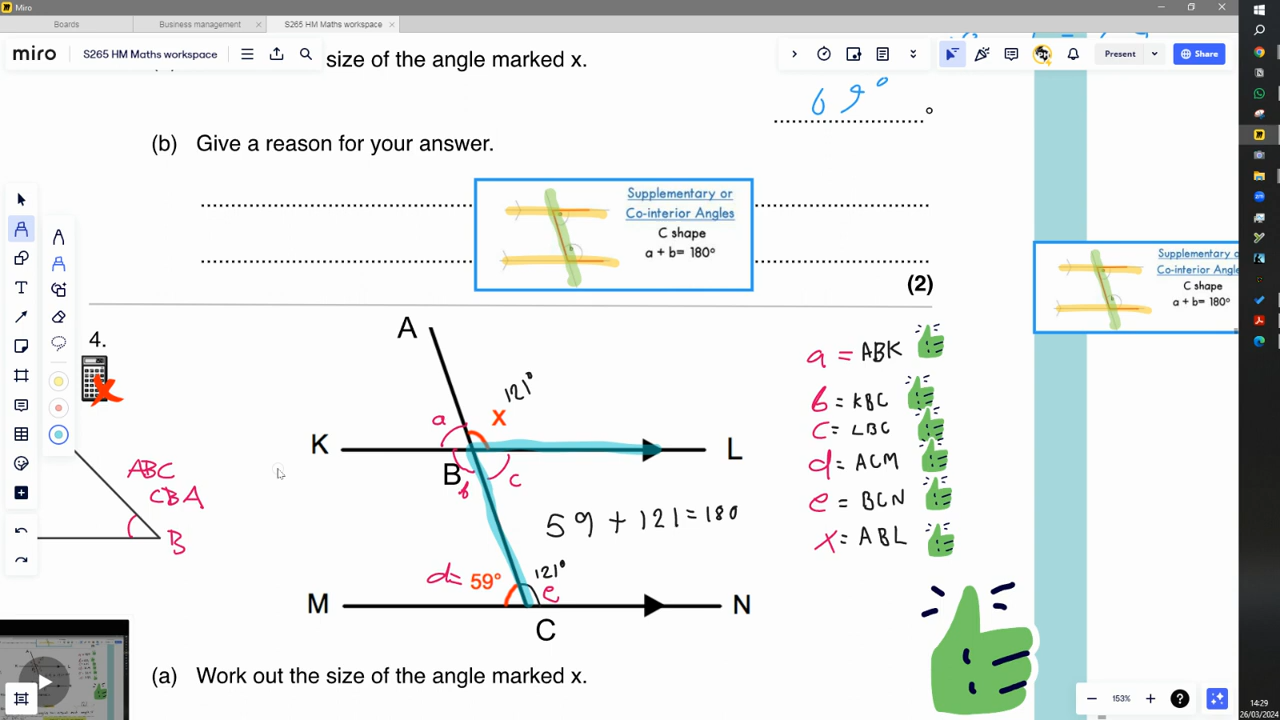 Miro
Boards
Business management
S265 HM Maths workspace
miro
S265 HM Maths workspace
Present
Share
size of the angle marked x.
69°
°
(b) Give a reason for your answer.
Supplementary or
Co-interior Angles
C shape
a + b= 180°
(2)
Supplementary o
Co-interior Angle
C shape
a + b= 180°
4.
A
121°
x
a
K
L
B
b
c
ABC
CBA
B
59 + 121 = 180
d= 59°
121°
e
M
N
C
a = ABK
b = KBC
c = LBC
d = ACM
e = BCN
x = ABL
(a) Work out the size of the angle marked x.
153%
14:29
26/03/2024